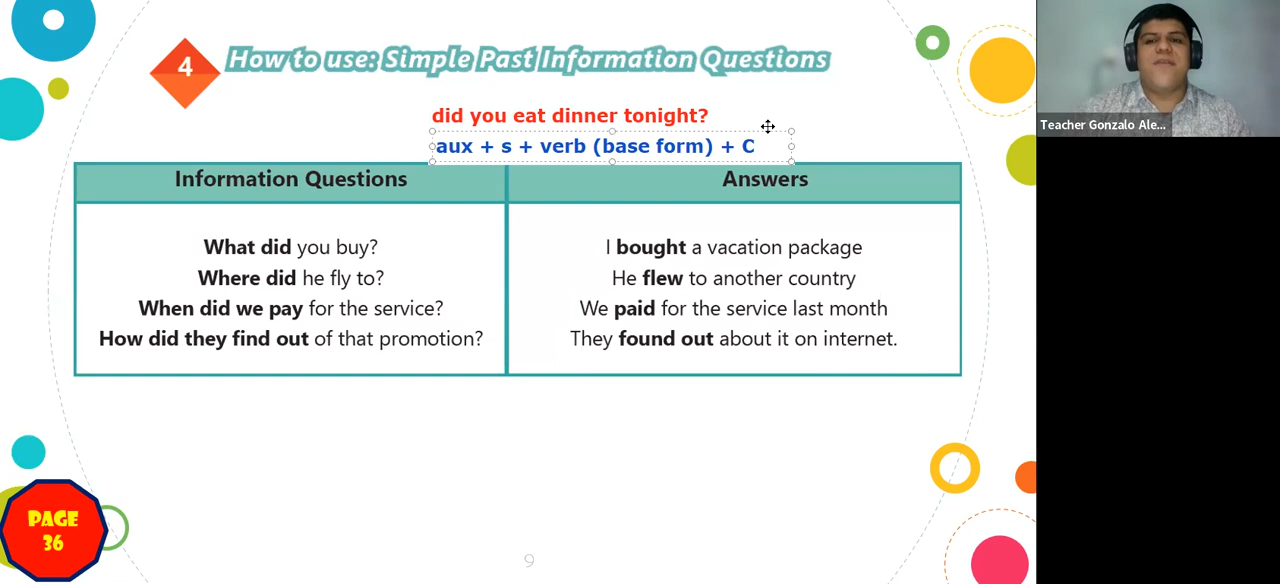 4
How to use: Simple Past Information Questions
did you eat dinner tonight?
aux + s + verb (base form) + C
Information Questions
Answers
What did you buy?
I bought a vacation package
Where did he fly to?
He flew to another country
When did we pay for the service?
We paid for the service last month
How did they find out of that promotion?
They found out about it on internet.
PAGE
36
9
Teacher Gonzalo Ale...